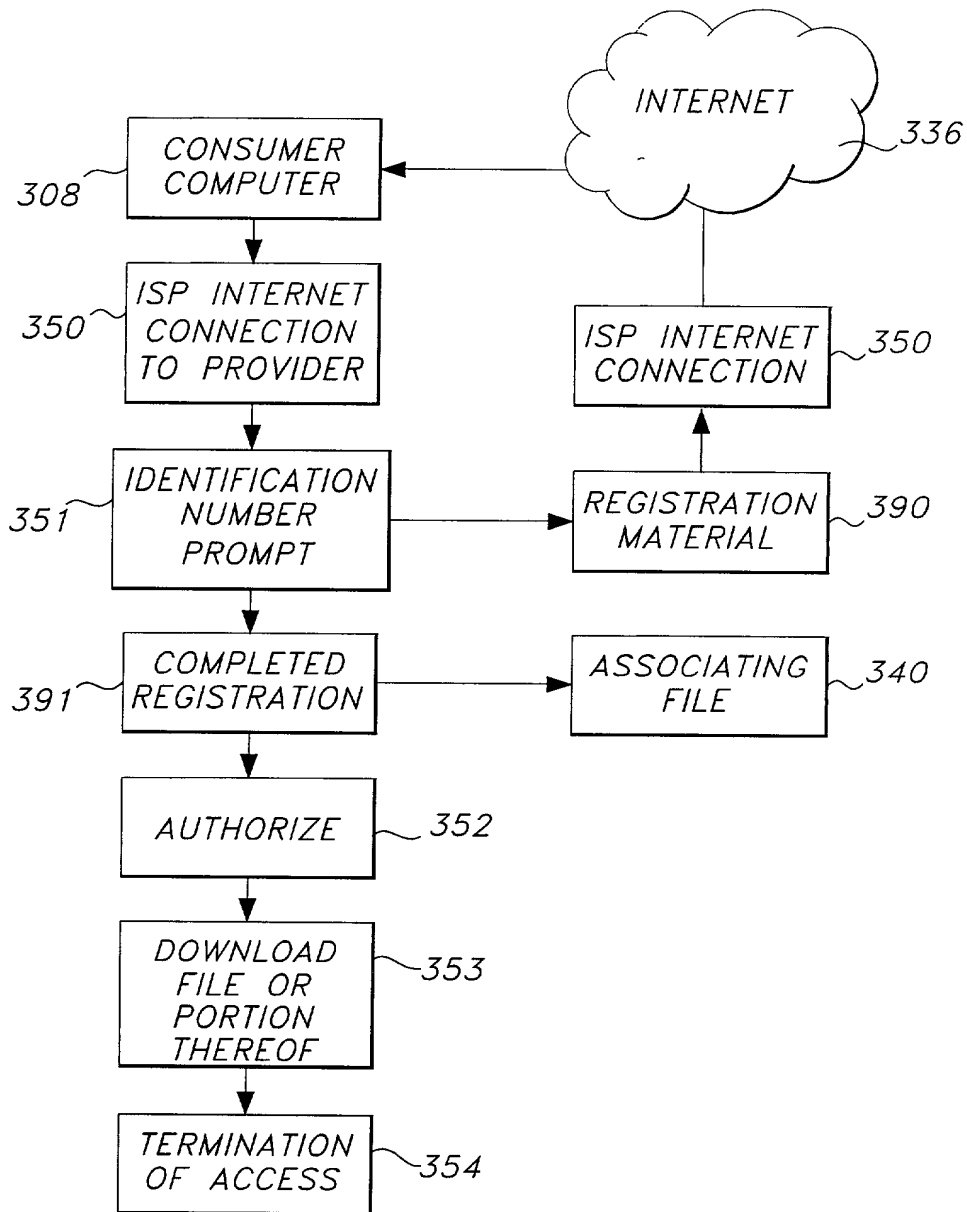 INTERNET
336
CONSUMER
COMPUTER
308
ISP INTERNET
CONNECTION
TO PROVIDER
350
ISP INTERNET
CONNECTION
350
IDENTIFICATION
NUMBER
PROMPT
351
REGISTRATION
MATERIAL
390
COMPLETED
REGISTRATION
391
ASSOCIATING
FILE
340
AUTHORIZE
352
DOWNLOAD
FILE OR
PORTION
THEREOF
353
TERMINATION
OF ACCESS
354